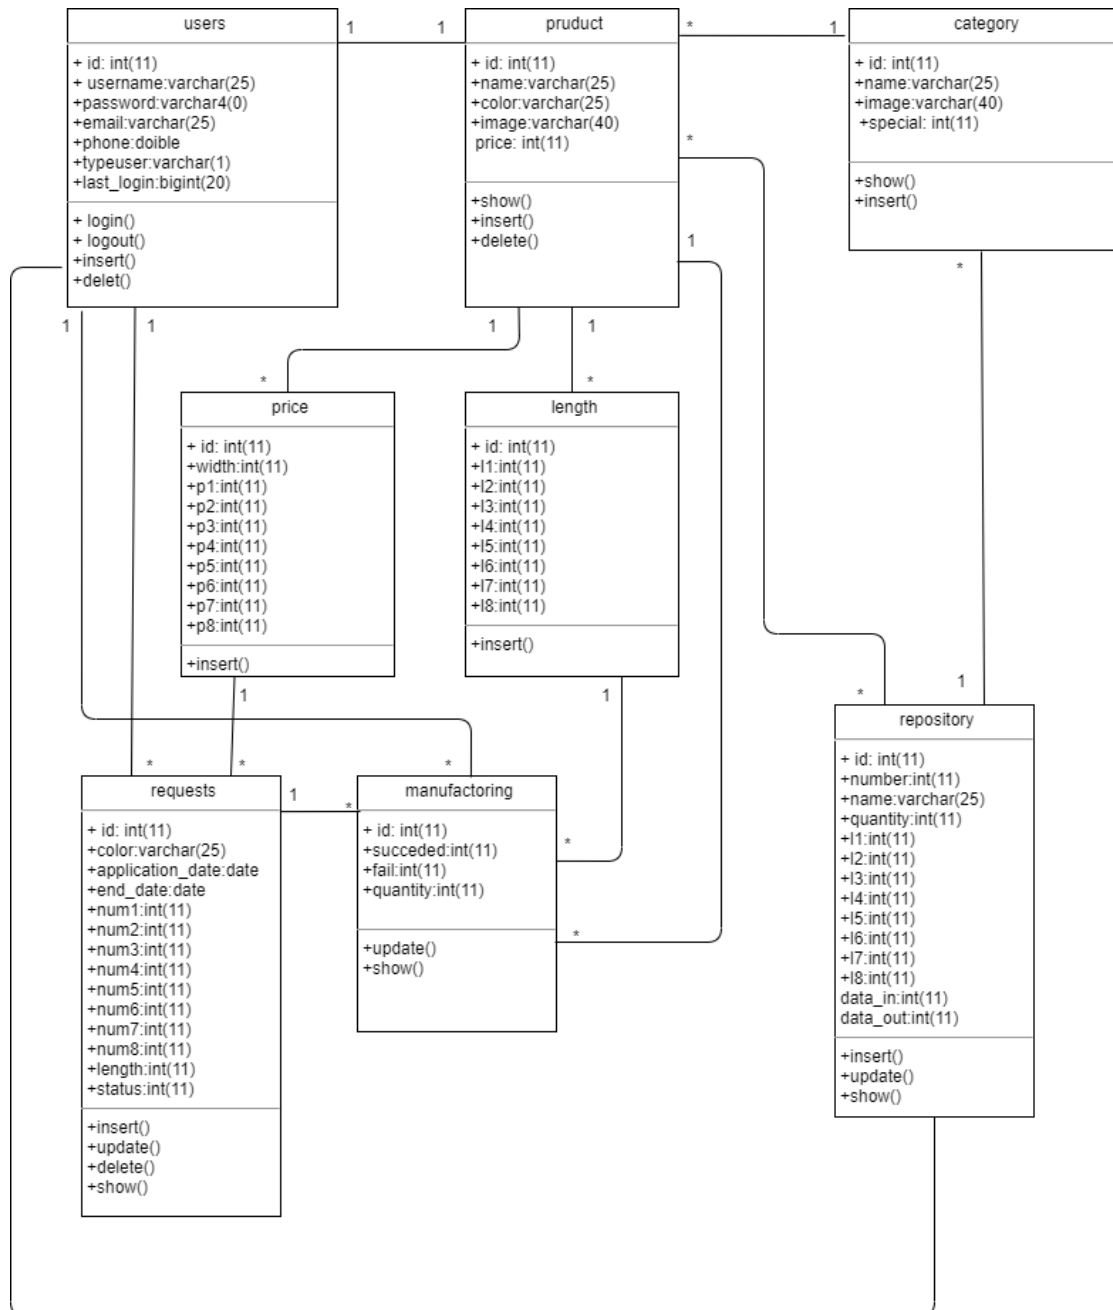 users
+ id: int(11)
+ username:varchar(25)
+password:varchar4(0)
+email:varchar(25)
+phone:doible
+typeuser:varchar(1)
+last_login:bigint(20)
+ login()
+ logout()
+insert()
+delet()
1
1
pruduct
+ id: int(11)
+name:varchar(25)
+color:varchar(25)
+image:varchar(40)
price: int(11)
+show()
+insert()
+delete()
*
1
category
+ id: int(11)
+name:varchar(25)
+image:varchar(40)
+special: int(11)
+show()
+insert()
*
1
*
1
1
1
1
*
*
price
+ id: int(11)
+width:int(11)
+p1:int(11)
+p2:int(11)
+p3:int(11)
+p4:int(11)
+p5:int(11)
+p6:int(11)
+p7:int(11)
+p8:int(11)
+insert()
length
+ id: int(11)
+l1:int(11)
+l2:int(11)
+l3:int(11)
+l4:int(11)
+l5:int(11)
+l6:int(11)
+l7:int(11)
+l8:int(11)
+insert()
1
1
*
1
*
*
*
requests
+ id: int(11)
+color:varchar(25)
+application_date:date
+end_date:date
+num1:int(11)
+num2:int(11)
+num3:int(11)
+num4:int(11)
+num5:int(11)
+num6:int(11)
+num7:int(11)
+num8:int(11)
+length:int(11)
+status:int(11)
+insert()
+update()
+delete()
+show()
1
*
manufactoring
+ id: int(11)
+succeded:int(11)
+fail:int(11)
+quantity:int(11)
+update()
+show()
*
*
repository
+ id: int(11)
+number:int(11)
+name:varchar(25)
+quantity:int(11)
+l1:int(11)
+l2:int(11)
+l3:int(11)
+l4:int(11)
+l5:int(11)
+l6:int(11)
+l7:int(11)
+l8:int(11)
data_in:int(11)
data_out:int(11)
+insert()
+update()
+show()